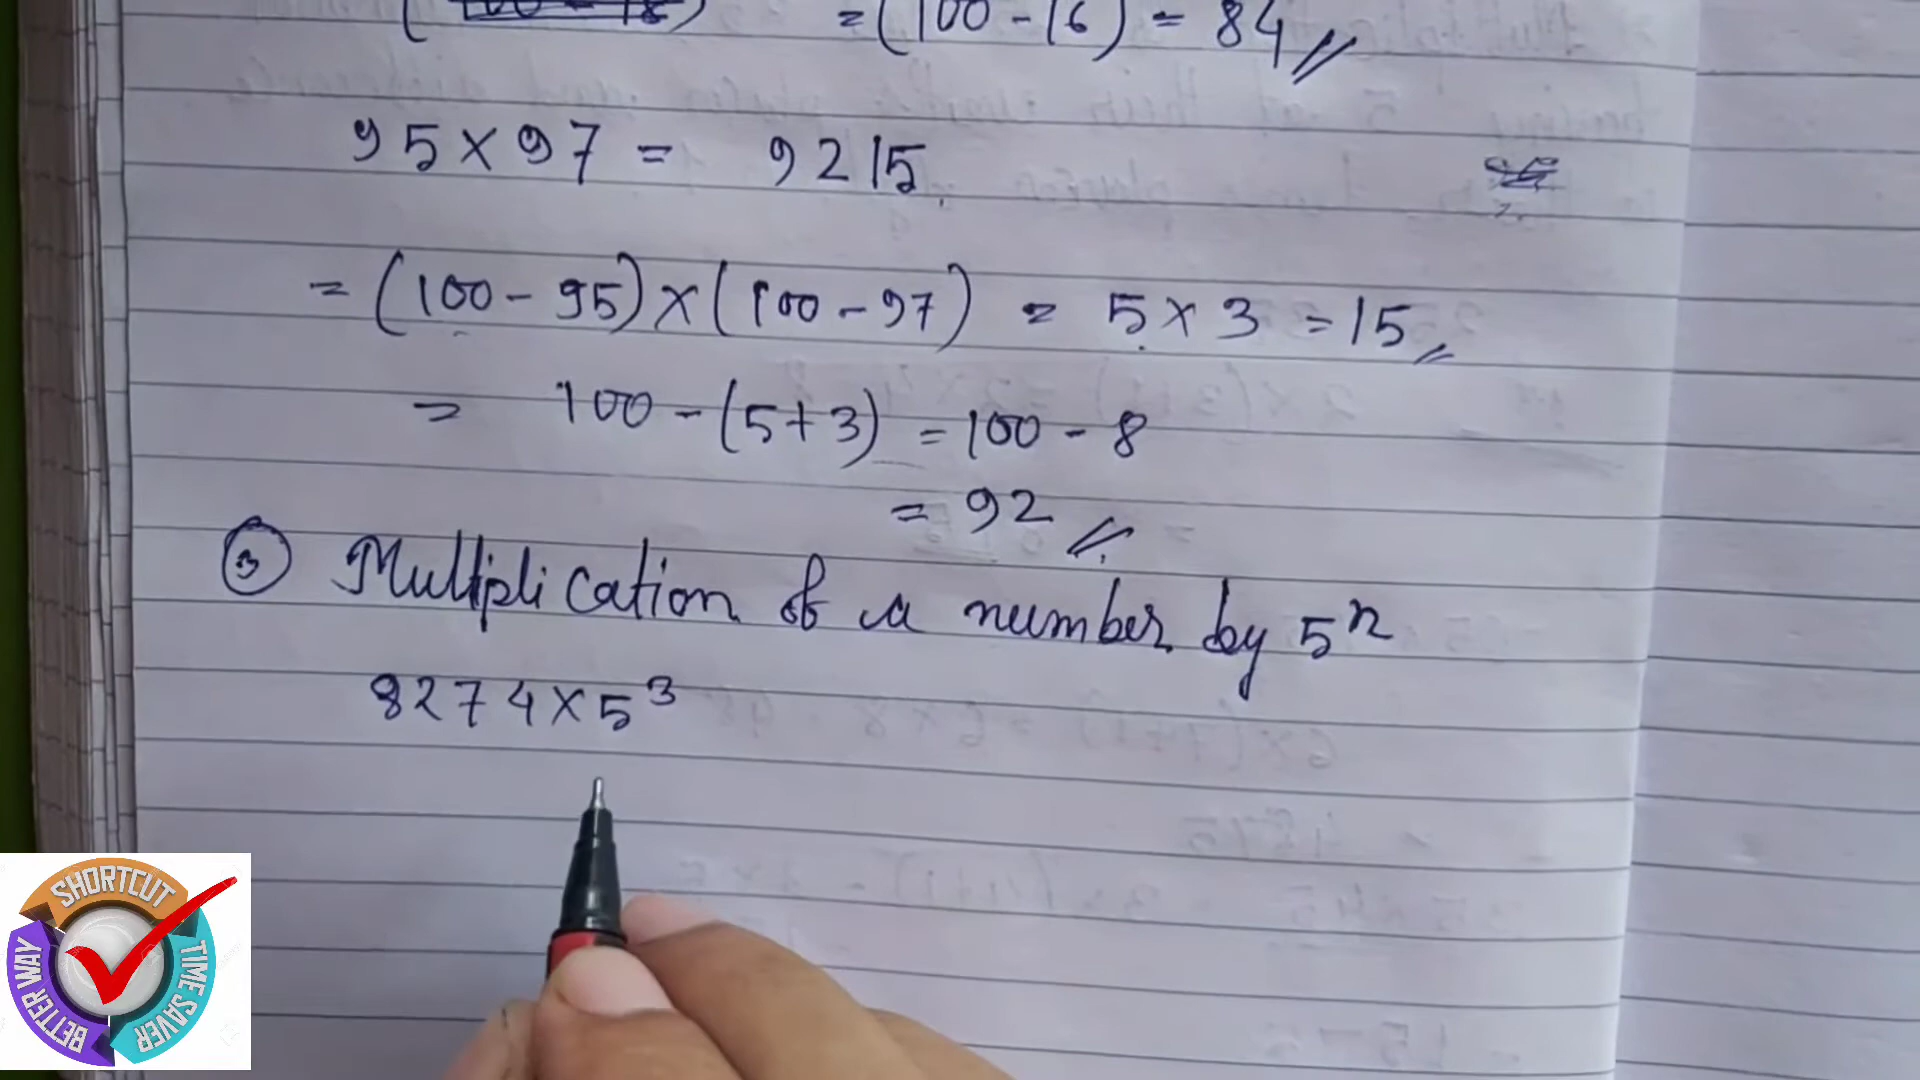 = (100 - 16) = 84
95 × 97 = 9215
= (100 - 95) × (100 - 97) = 5 × 3 = 15
= 100 - (5 + 3) = 100 - 8
= 92
③ Multiplication of a number by 5ⁿ
8274 × 5³
SHORTCUT
BETTER WAY
TIME SAVER